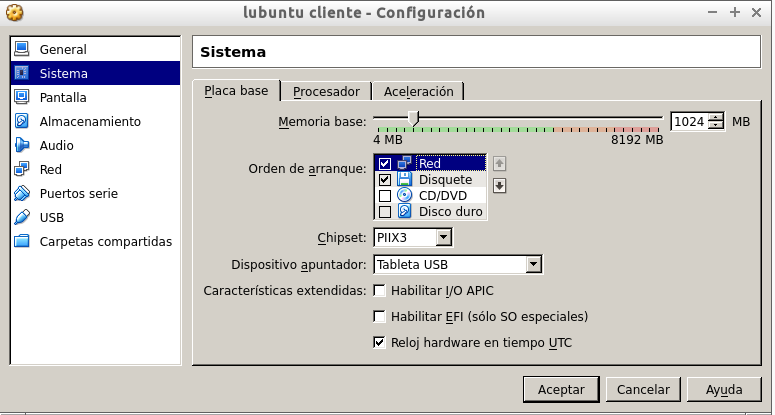 lubuntu cliente - Configuración
General
Sistema
Pantalla
Almacenamiento
Audio
Red
Puertos serie
USB
Carpetas compartidas
Sistema
Placa base Procesador Aceleración
Memoria base: 1024 MB
4 MB 8192 MB
Orden de arranque: Red
Disquete
CD/DVD
Disco duro
Chipset: PIIX3
Dispositivo apuntador: Tableta USB
Características extendidas: Habilitar I/O APIC
Habilitar EFI (sólo SO especiales)
Reloj hardware en tiempo UTC
Aceptar Cancelar Ayuda